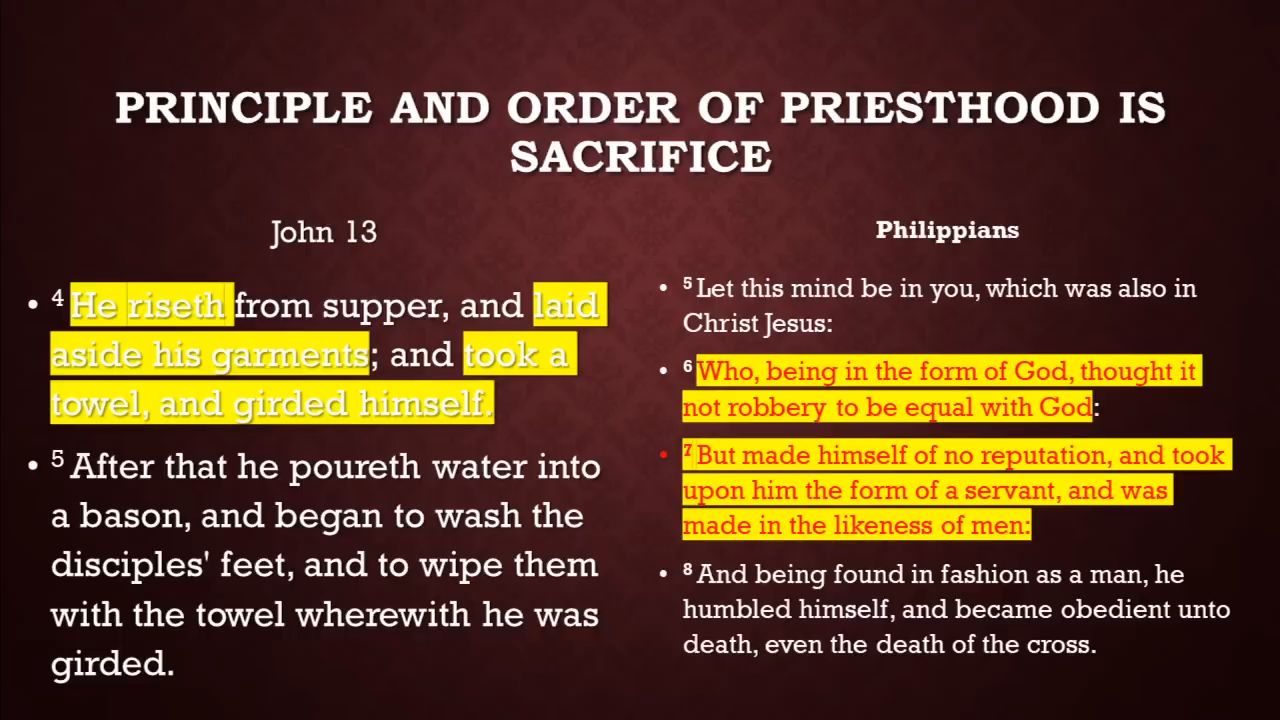 PRINCIPLE AND ORDER OF PRIESTHOOD IS
SACRIFICE
John 13
• 4 He riseth from supper, and laid
aside his garments; and took a
towel, and girded himself.
• 5 After that he poureth water into
a bason, and began to wash the
disciples' feet, and to wipe them
with the towel wherewith he was
girded.
Philippians
• 5 Let this mind be in you, which was also in
Christ Jesus:
• 6 Who, being in the form of God, thought it
not robbery to be equal with God:
• 7 But made himself of no reputation, and took
upon him the form of a servant, and was
made in the likeness of men:
• 8 And being found in fashion as a man, he
humbled himself, and became obedient unto
death, even the death of the cross.